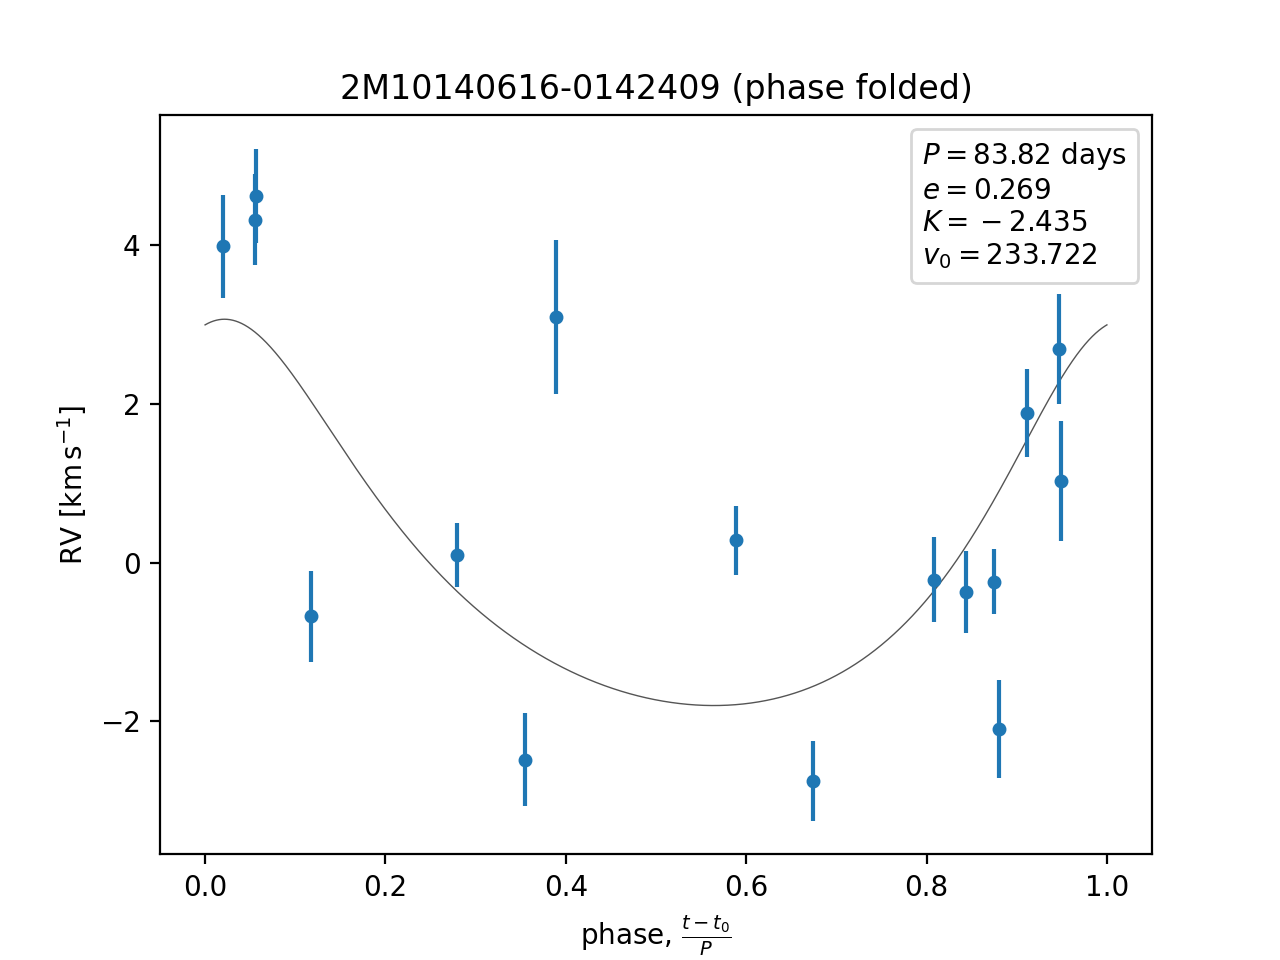 2M10140616-0142409 (phase folded)
P = 83.82 days
e = 0.269
K = −2.435
v₀ = 233.722
RV [km s⁻¹]
4
2
0
−2
0.0 0.2 0.4 0.6 0.8 1.0
phase, (t − t₀)/P